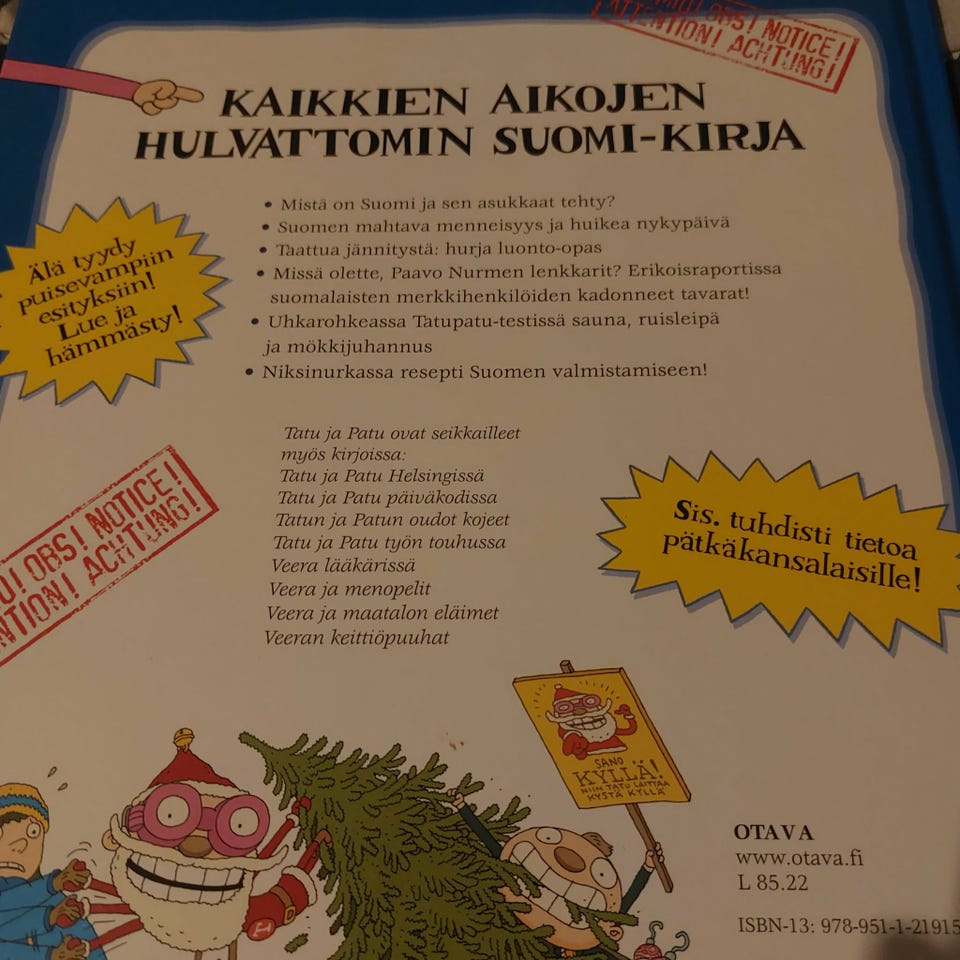 OBS! NOTICE!
ATTENTION! ACHTUNG!
KAIKKIEN AIKOJEN
HULVATTOMIN SUOMI-KIRJA
• Mistä on Suomi ja sen asukkaat tehty?
• Suomen mahtava menneisyys ja huikea nykypäivä
• Taattua jännitystä: hurja luonto-opas
• Missä olette, Paavo Nurmen lenkkarit? Erikoisraportissa
suomalaisten merkkihenkilöiden kadonneet tavarat!
• Uhkarohkeassa Tatupatu-testissä sauna, ruisleipä
ja mökkijuhannus
• Niksinurkassa resepti Suomen valmistamiseen!
Älä tyydy
puisevampiin
esityksiin!
Lue ja
hämmästy!
Tatu ja Patu ovat seikkailleet
myös kirjoissa:
Tatu ja Patu Helsingissä
Tatu ja Patu päiväkodissa
Tatun ja Patun oudot kojeet
Tatu ja Patu työn touhussa
Veera lääkärissä
Veera ja menopelit
Veera ja maatalon eläimet
Veeran keittiöpuuhat
OBS! NOTICE!
ACHTUNG!
Sis. tuhdisti tietoa
pätkäkansalaisille!
SANO
KYLLÄ!
NIIN TATU LAITTAA
KYSTÄ KYLLÄ
T
OTAVA
www.otava.fi
L 85.22
ISBN-13: 978-951-1-21915